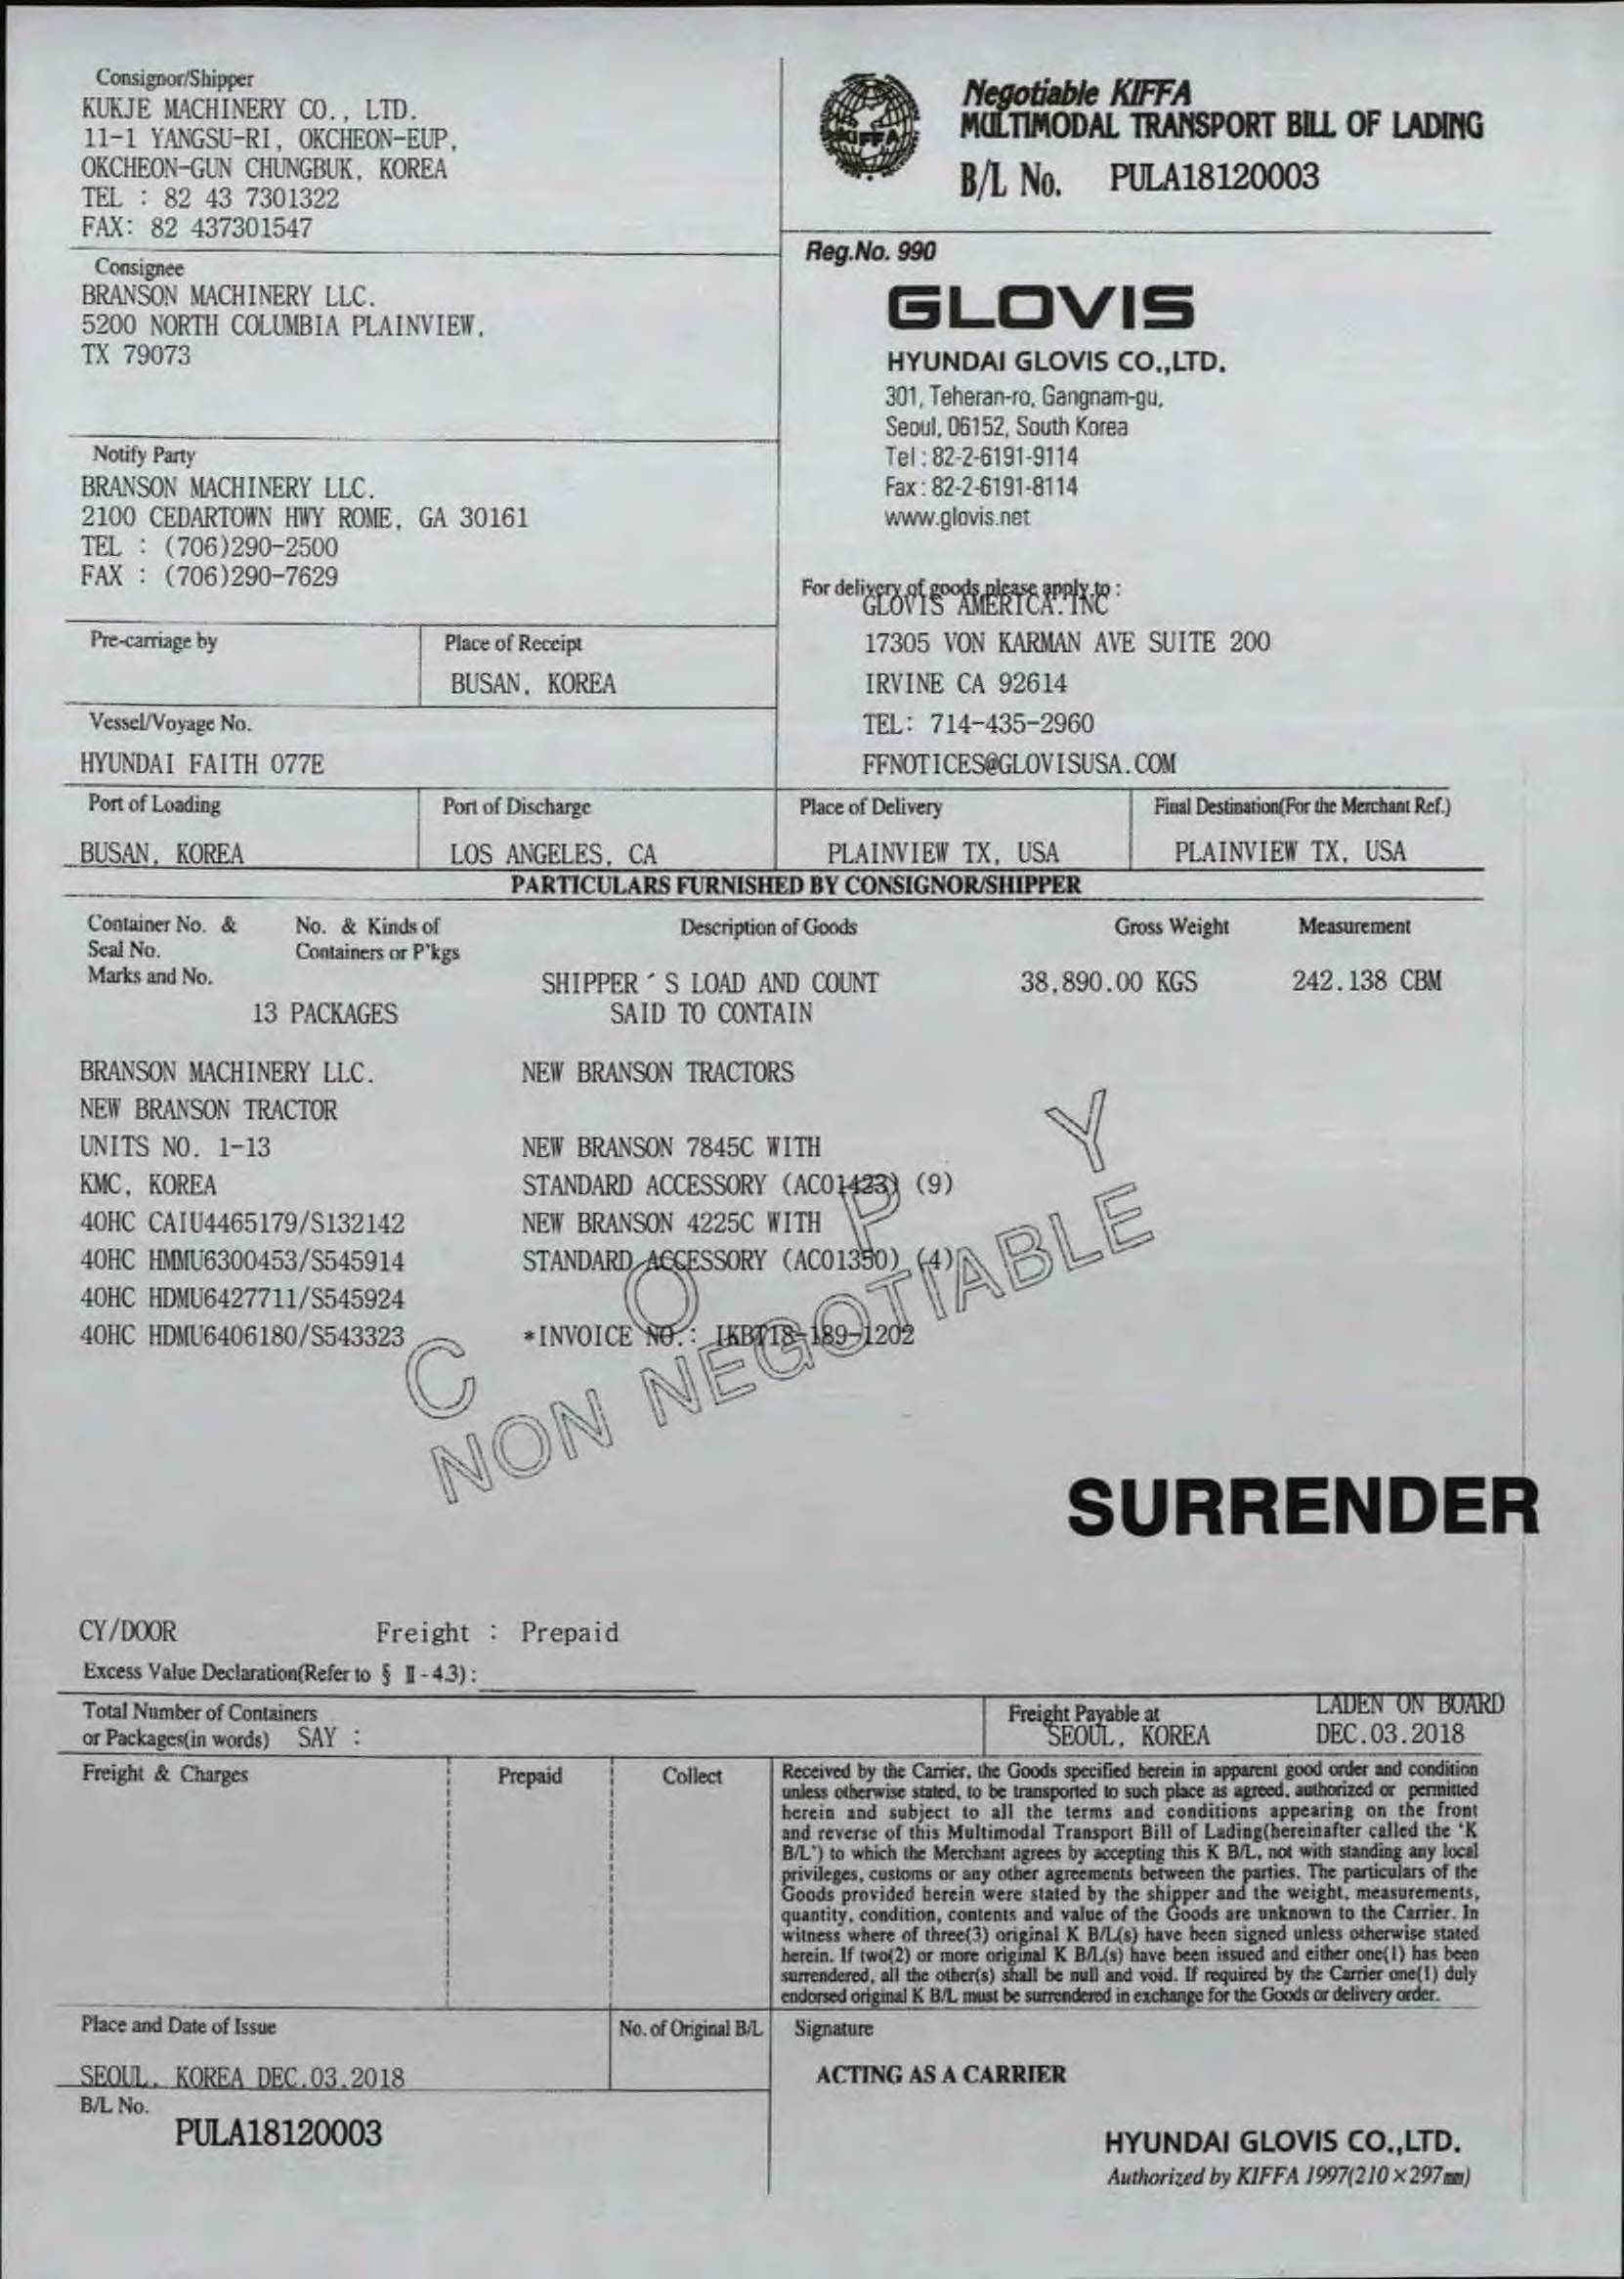 Consignor/Shipper
KUKJE MACHINERY CO., LTD.
11-1 YANGSU-RI, OKCHEON-EUP,
OKCHEON-GUN CHUNGBUK, KOREA
TEL : 82 43 7301322
FAX: 82 437301547
KIFFA
Negotiable KIFFA
MULTIMODAL TRANSPORT BILL OF LADING
B/L No. PULA18120003
Consignee
BRANSON MACHINERY LLC.
5200 NORTH COLUMBIA PLAINVIEW,
TX 79073
Reg.No. 990
GLOVIS
HYUNDAI GLOVIS CO.,LTD.
301, Teheran-ro, Gangnam-gu,
Seoul, 06152, South Korea
Tel : 82-2-6191-9114
Fax : 82-2-6191-8114
www.glovis.net
Notify Party
BRANSON MACHINERY LLC.
2100 CEDARTOWN HWY ROME, GA 30161
TEL : (706)290-2500
FAX : (706)290-7629
For delivery of goods please apply to :
GLOVIS AMERICA. INC
17305 VON KARMAN AVE SUITE 200
IRVINE CA 92614
TEL: 714-435-2960
FFNOTICES@GLOVISUSA.COM
Pre-carriage by
Place of Receipt
BUSAN, KOREA
Vessel/Voyage No.
HYUNDAI FAITH 077E
Port of Loading
BUSAN, KOREA
Port of Discharge
LOS ANGELES, CA
Place of Delivery
PLAINVIEW TX, USA
Final Destination(For the Merchant Ref.)
PLAINVIEW TX, USA
PARTICULARS FURNISHED BY CONSIGNOR/SHIPPER
Container No. &
Seal No.
Marks and No.
No. & Kinds of
Containers or P'kgs
Description of Goods
Gross Weight
Measurement
SHIPPER ' S LOAD AND COUNT
38,890.00 KGS
242.138 CBM
13 PACKAGES
SAID TO CONTAIN
BRANSON MACHINERY LLC.
NEW BRANSON TRACTORS
NEW BRANSON TRACTOR
UNITS NO. 1-13
NEW BRANSON 7845C WITH
KMC, KOREA
STANDARD ACCESSORY (AC01423) (9)
40HC CAIU4465179/S132142
NEW BRANSON 4225C WITH
40HC HMMU6300453/S545914
STANDARD ACCESSORY (AC01350) (4)
40HC HDMU6427711/S545924
40HC HDMU6406180/S543323
*INVOICE NO.: IKBT18-189-1202
COPY
NON NEGOTIABLE
SURRENDER
CY/DOOR
Freight : Prepaid
Excess Value Declaration(Refer to § Ⅱ - 4.3) :
Total Number of Containers
or Packages(in words) SAY :
Freight Payable at
SEOUL, KOREA
LADEN ON BOARD
DEC.03.2018
Freight & Charges
Prepaid
Collect
Received by the Carrier, the Goods specified herein in apparent good order and condition
unless otherwise stated, to be transported to such place as agreed, authorized or permitted
herein and subject to all the terms and conditions appearing on the front
and reverse of this Multimodal Transport Bill of Lading(hereinafter called the 'K
B/L') to which the Merchant agrees by accepting this K B/L, not with standing any local
privileges, customs or any other agreements between the parties. The particulars of the
Goods provided herein were stated by the shipper and the weight, measurements,
quantity, condition, contents and value of the Goods are unknown to the Carrier. In
witness where of three(3) original K B/L(s) have been signed unless otherwise stated
herein. If two(2) or more original K B/L(s) have been issued and either one(1) has been
surrendered, all the other(s) shall be null and void. If required by the Carrier one(1) duly
endorsed original K B/L must be surrendered in exchange for the Goods or delivery order.
Place and Date of Issue
SEOUL, KOREA DEC.03.2018
No. of Original B/L
Signature
ACTING AS A CARRIER
B/L No.
PULA18120003
HYUNDAI GLOVIS CO.,LTD.
Authorized by KIFFA 1997(210×297㎜)